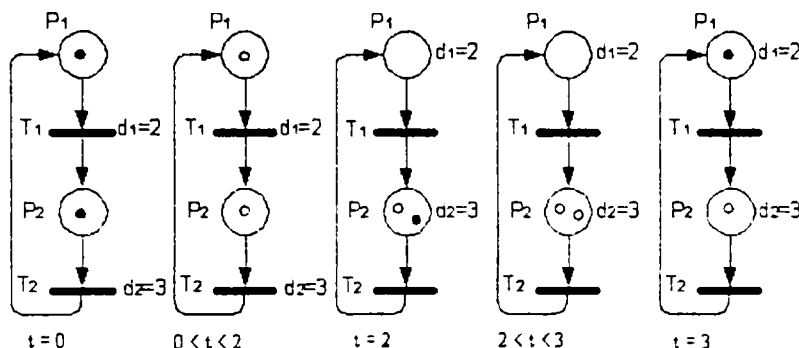 P1 P1 P1 P1 P1
d1=2 d1=2 d1=2
T1 d1=2 T1 d1=2 T1 T1 T1
P2 P2 P2 d2=3 P2 d2=3 P2 d2=3
T2 d2=3 T2 d2=3 T2 T2 T2
t=0 0<t<2 t=2 2<t<3 t=3